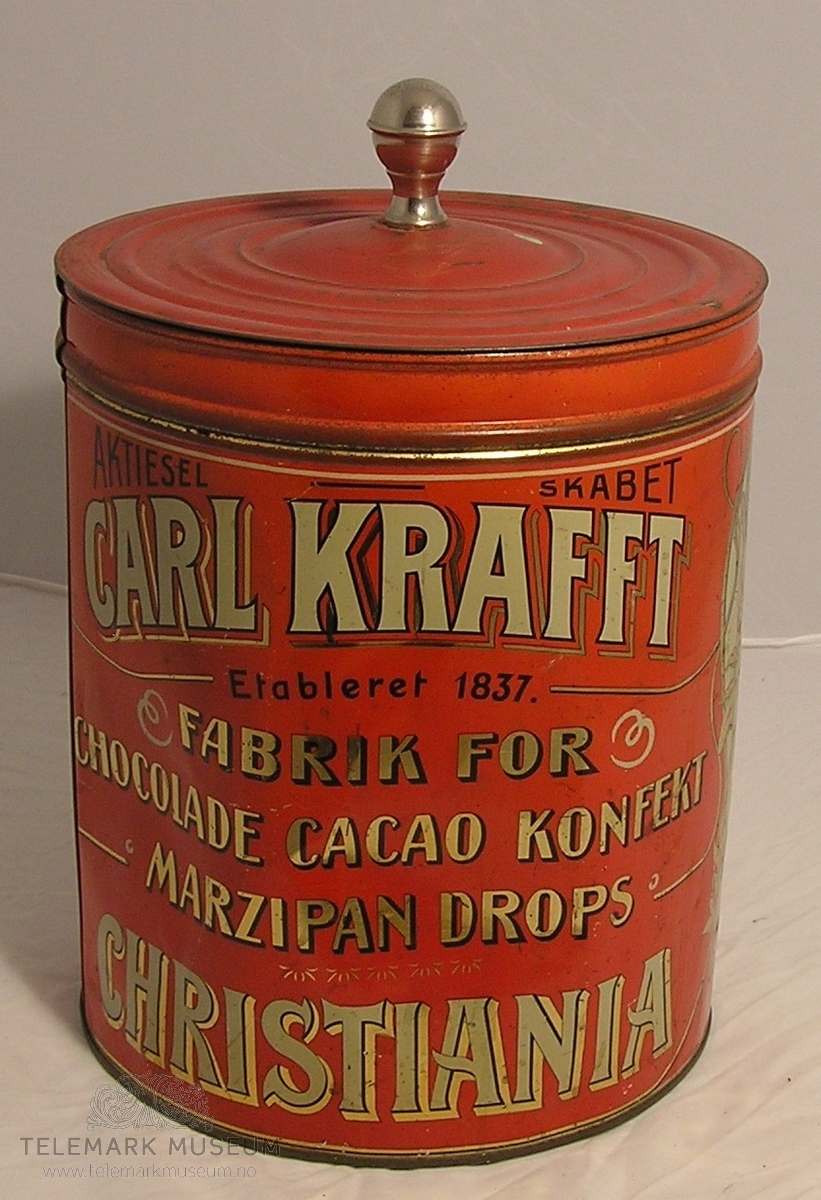 AKTIESEL SKABET
CARL KRAFFT
Etableret 1837.
FABRIK FOR
CHOCOLADE CACAO KONFEKT
MARZIPAN DROPS
CHRISTIANIA
TELEMARK MUSEUM
www.telemarkmuseum.no